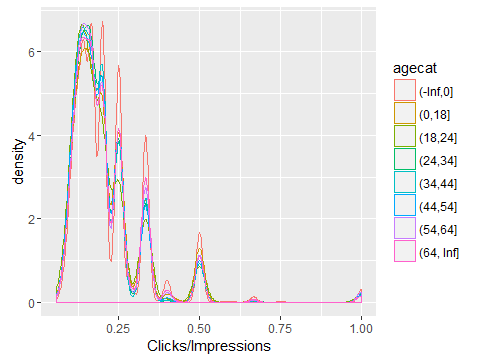 density
6
4
2
0
0.25
0.50
0.75
1.00
Clicks/Impressions
agecat
(-Inf,0]
(0,18]
(18,24]
(24,34]
(34,44]
(44,54]
(54,64]
(64, Inf]